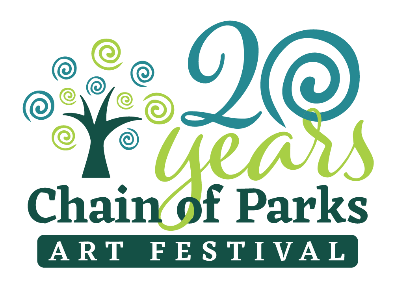 20
years
Chain of Parks
ART FESTIVAL